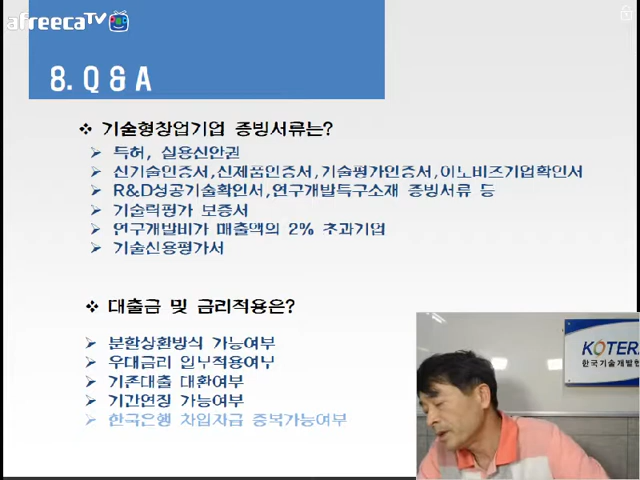 afreecaTV
8. Q & A
❖ 기술형창업기업 증빙서류는?
➢ 특허, 실용신안권
➢ 신기술인증서,신제품인증서,기술평가인증서,이노비즈기업확인서
➢ R&D성공기술확인서,연구개발특구소재 증빙서류 등
➢ 기술력평가 보증서
➢ 연구개발비가 매출액의 2% 초과기업
➢ 기술신용평가서
❖ 대출금 및 금리적용은?
➢ 분할상환방식 가능여부
➢ 우대금리 일부적용여부
➢ 기존대출 대환여부
➢ 기간연장 가능여부
➢ 한국은행 차입자금 중복가능여부
KOTER
한국기술개발